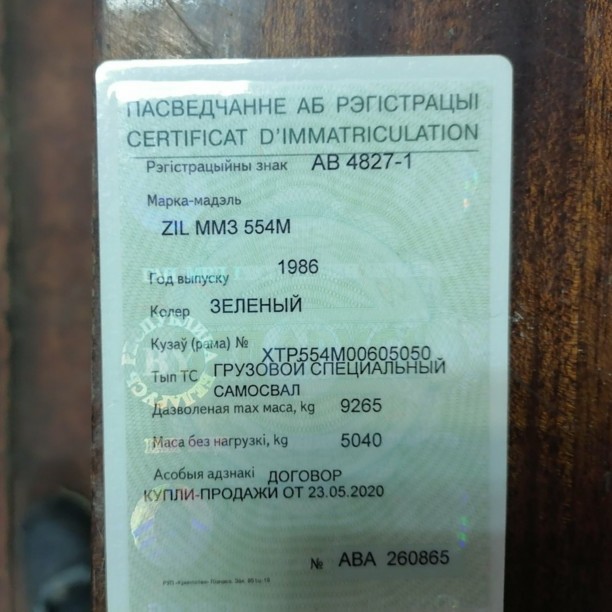 ПАСВЕДЧАННЕ АБ РЭГІСТРАЦЫІ
CERTIFICAT D'IMMATRICULATION
Рэгістрацыйны знак AB 4827-1
Марка-мадэль
ZIL ММЗ 554М
Год выпуску 1986
Колер ЗЕЛЕНЫЙ
Кузаў (рама) № XTP554M00605050
Тып ТС ГРУЗОВОЙ СПЕЦИАЛЬНЫЙ
САМОСВАЛ
Дазволеная max маса, kg 9265
Маса без нагрузкі, kg 5040
Асобыя адзнакі ДОГОВОР
КУПЛИ-ПРОДАЖИ ОТ 23.05.2020
№ ABA 260865